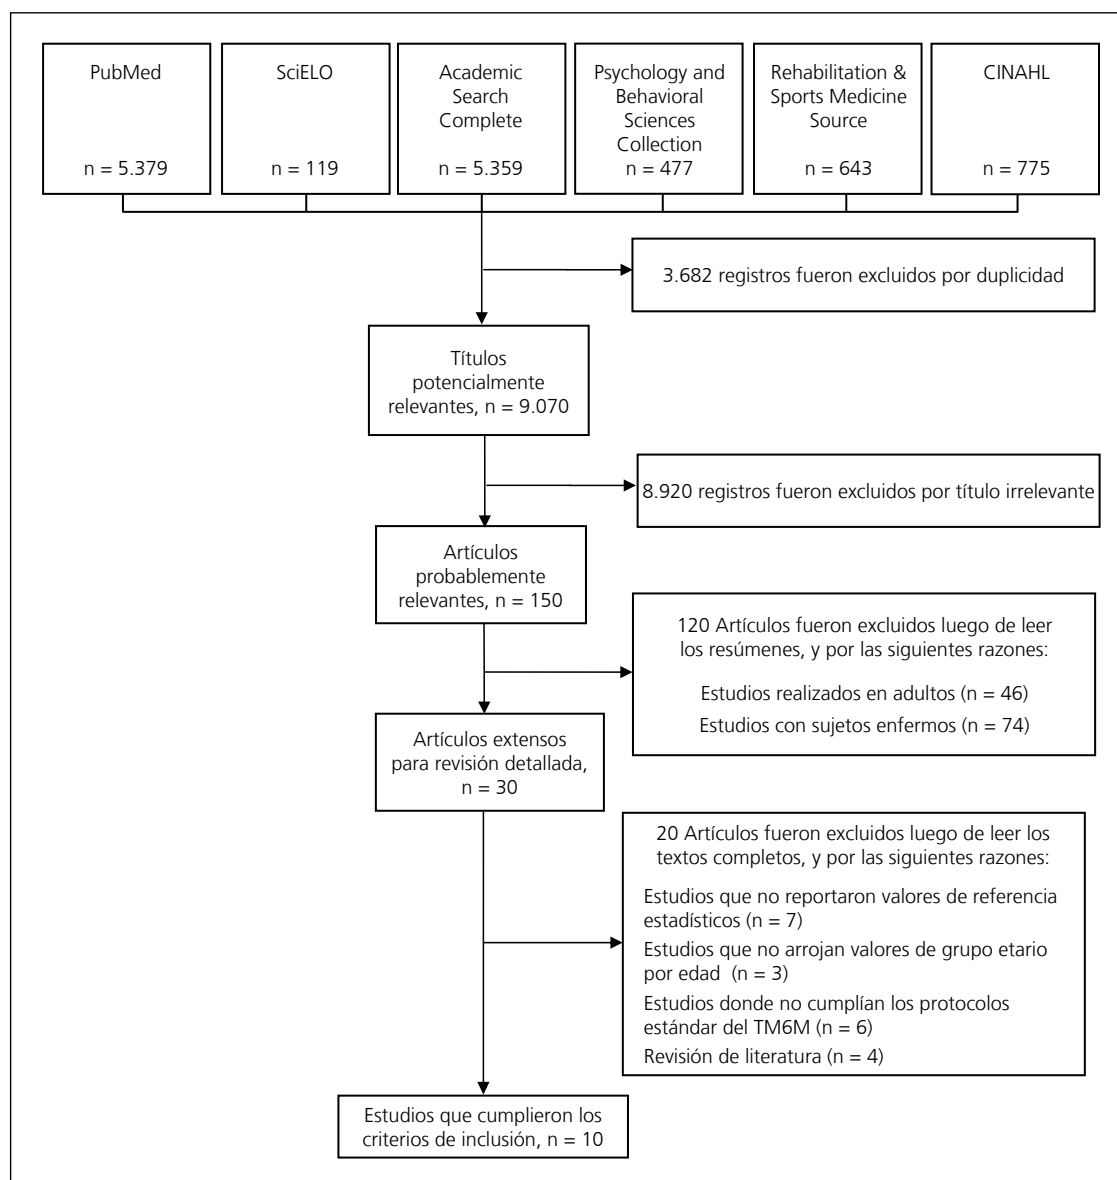 PubMed
n = 5.379
SciELO
n = 119
Academic
Search
Complete
n = 5.359
Psychology and
Behavioral
Sciences
Collection
n = 477
Rehabilitation &
Sports Medicine
Source
n = 643
CINAHL
n = 775
3.682 registros fueron excluidos por duplicidad
Títulos
potencialmente
relevantes, n = 9.070
8.920 registros fueron excluidos por título irrelevante
Artículos
probablemente
relevantes, n = 150
120 Artículos fueron excluidos luego de leer
los resúmenes, y por las siguientes razones:
Estudios realizados en adultos (n = 46)
Estudios con sujetos enfermos (n = 74)
Artículos extensos
para revisión detallada,
n = 30
20 Artículos fueron excluidos luego de leer los
textos completos, y por las siguientes razones:
Estudios que no reportaron valores de referencia
estadísticos (n = 7)
Estudios que no arrojan valores de grupo etario
por edad (n = 3)
Estudios donde no cumplían los protocolos
estándar del TM6M (n = 6)
Revisión de literatura (n = 4)
Estudios que cumplieron los
criterios de inclusión, n = 10